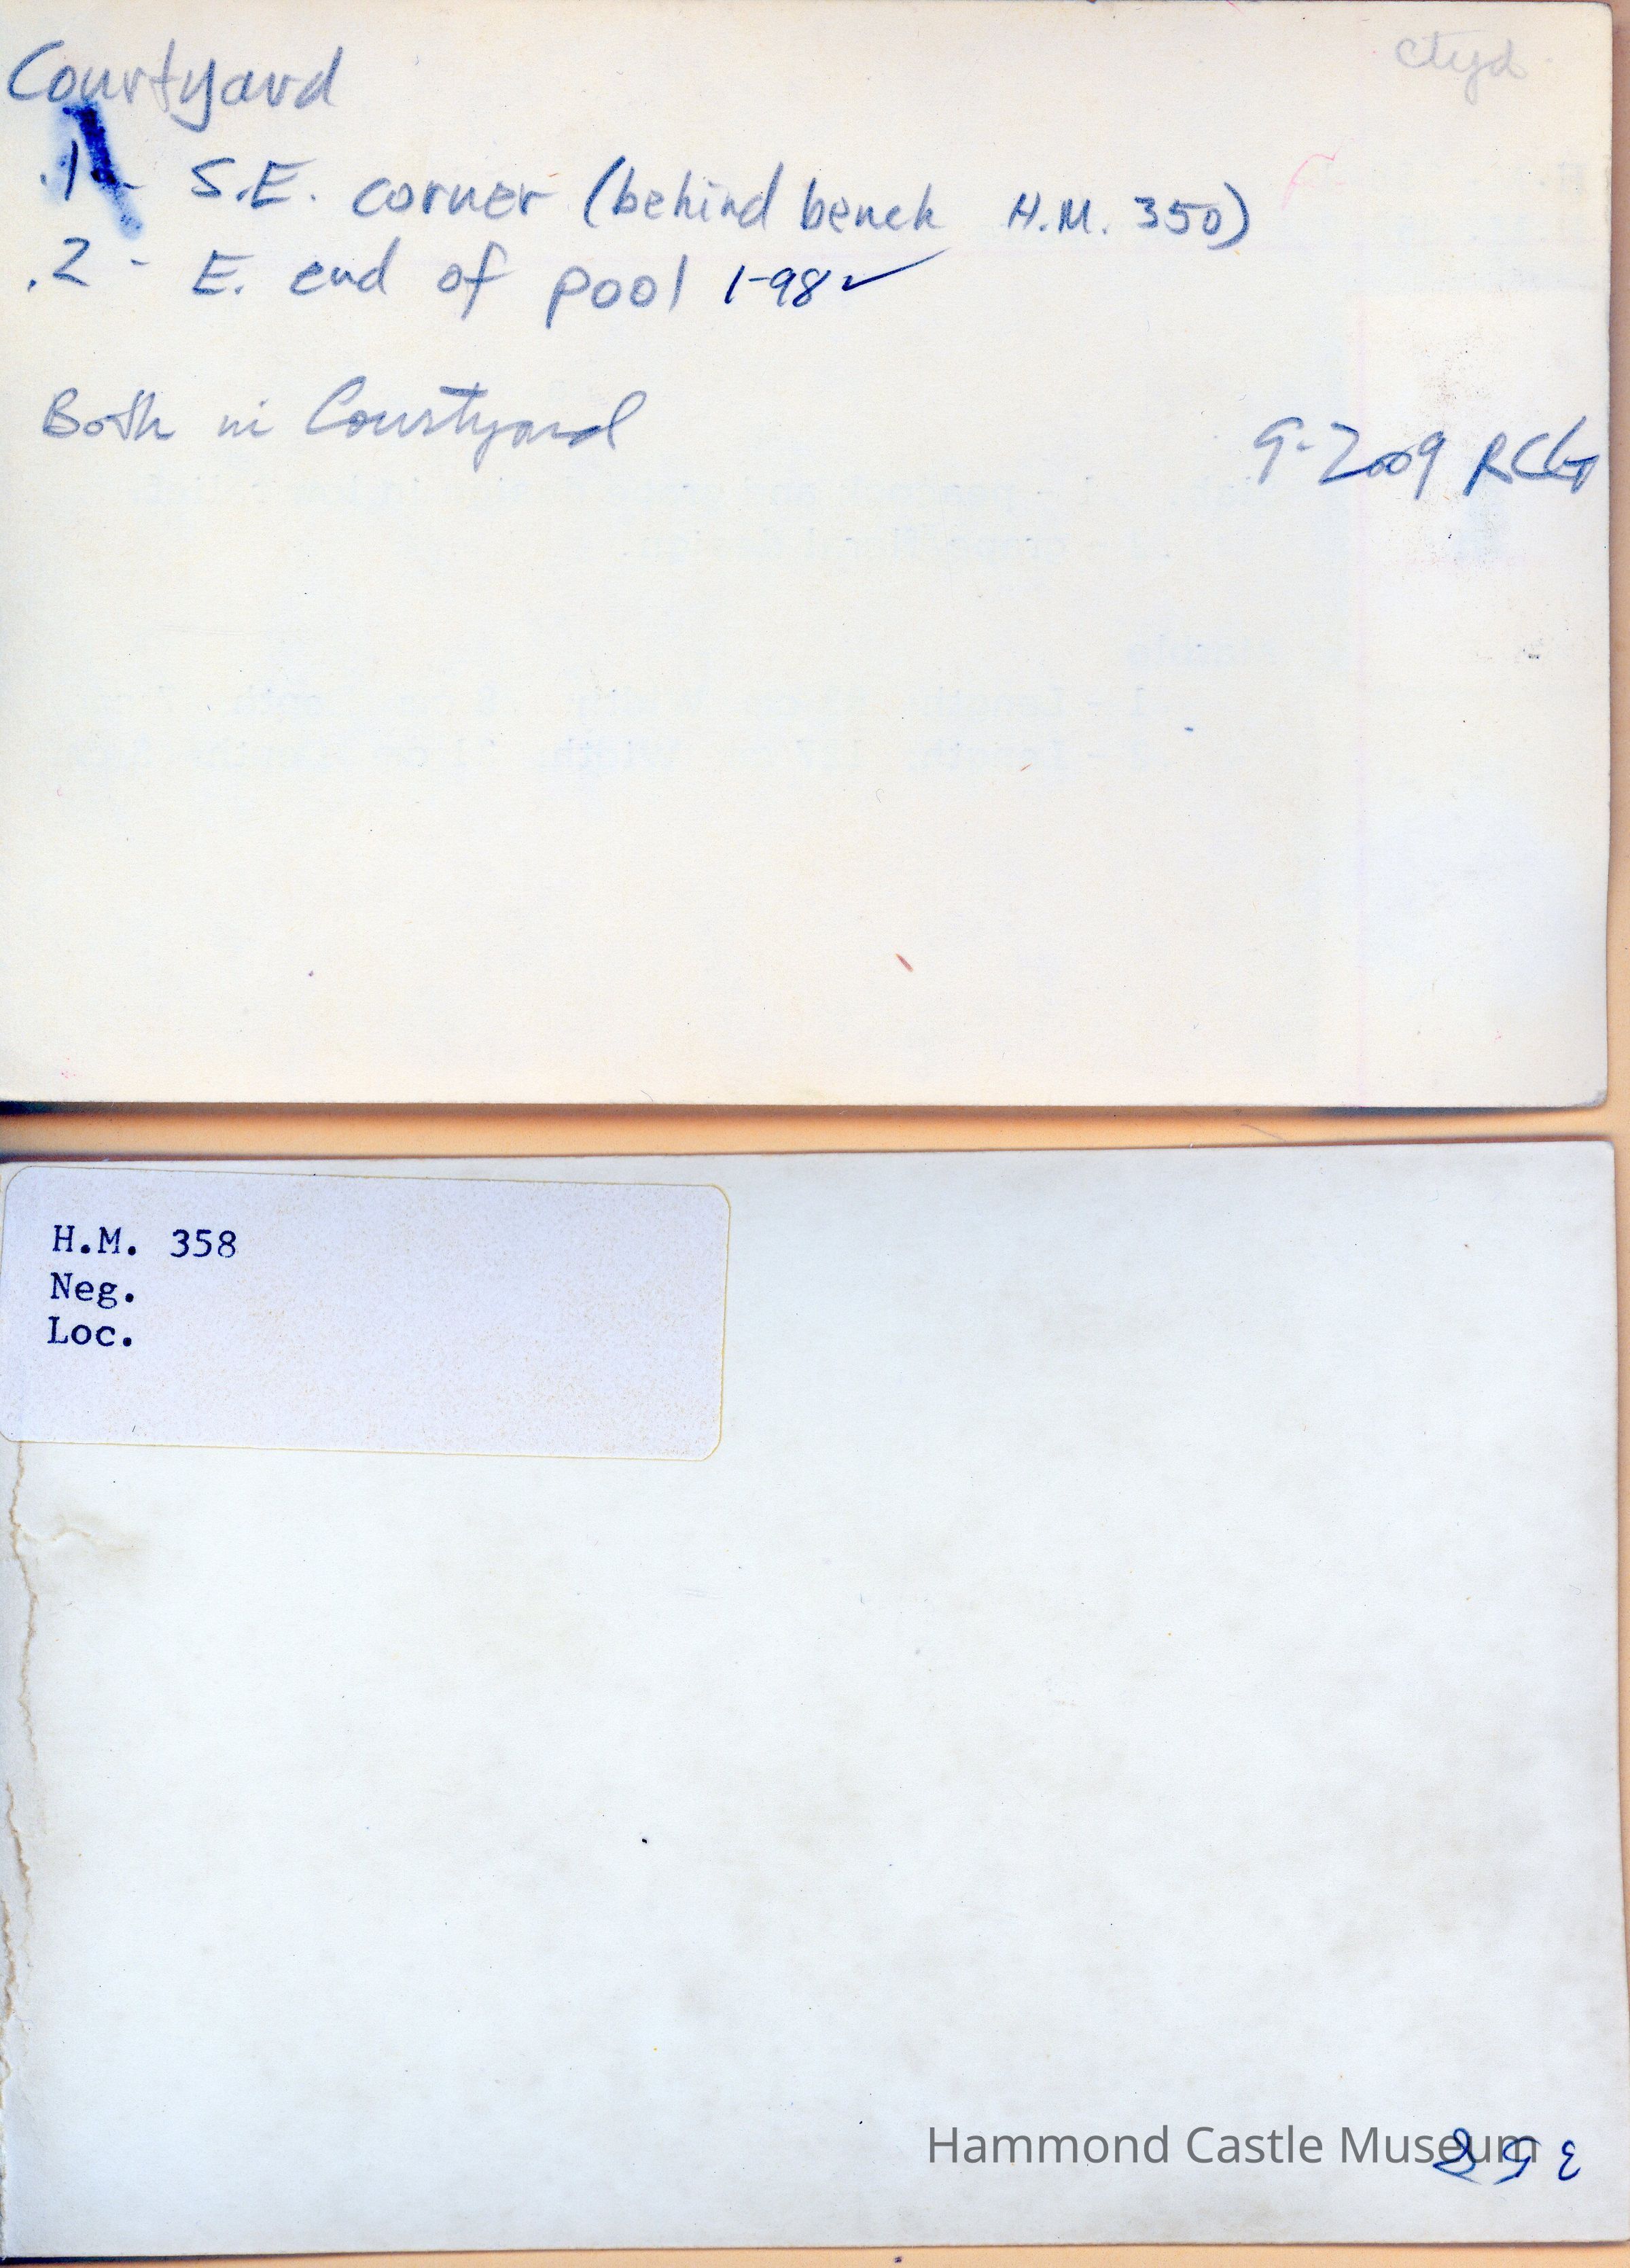 Courtyard
ctyd
.1 - S.E. corner (behind bench H.M. 350)
.2 - E. end of pool 1-98 ✓
Both in Courtyard
9-2009 RCG
H.M. 358
Neg.
Loc.
Hammond Castle Museum
358